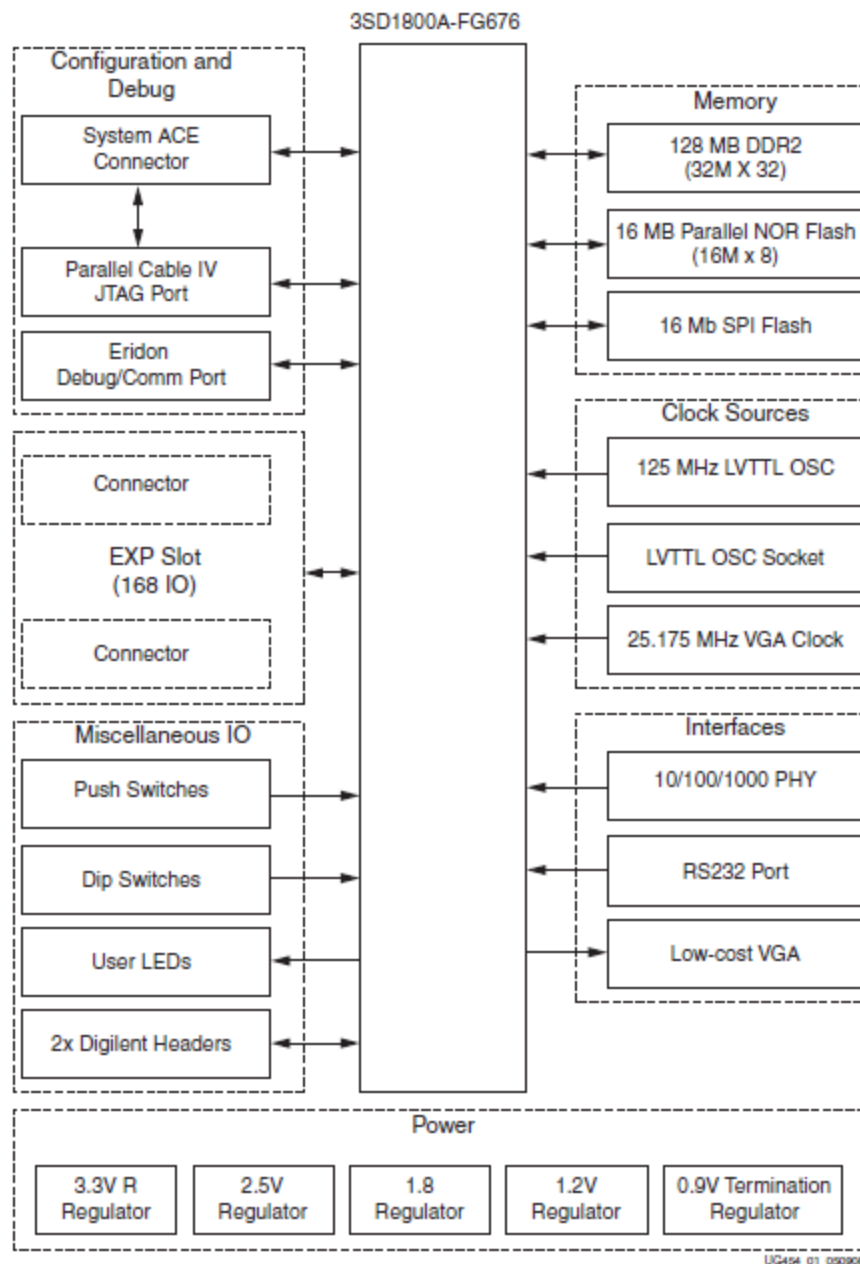 3SD1800A-FG676
Configuration and
Debug
System ACE
Connector
Parallel Cable IV
JTAG Port
Eridon
Debug/Comm Port
Connector
EXP Slot
(168 IO)
Connector
Miscellaneous IO
Push Switches
Dip Switches
User LEDs
2x Digilent Headers
Memory
128 MB DDR2
(32M X 32)
16 MB Parallel NOR Flash
(16M x 8)
16 Mb SPI Flash
Clock Sources
125 MHz LVTTL OSC
LVTTL OSC Socket
25.175 MHz VGA Clock
Interfaces
10/100/1000 PHY
RS232 Port
Low-cost VGA
Power
3.3V R
Regulator
2.5V
Regulator
1.8
Regulator
1.2V
Regulator
0.9V Termination
Regulator